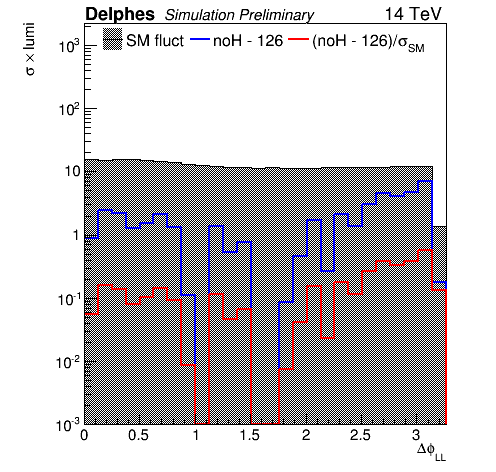 Delphes Simulation Preliminary 14 TeV
σ × lumi
SM fluct noH - 126 (noH - 126)/σ_SM
10³
10²
10
1
10⁻¹
10⁻²
10⁻³
0 0.5 1 1.5 2 2.5 3
Δϕ_LL